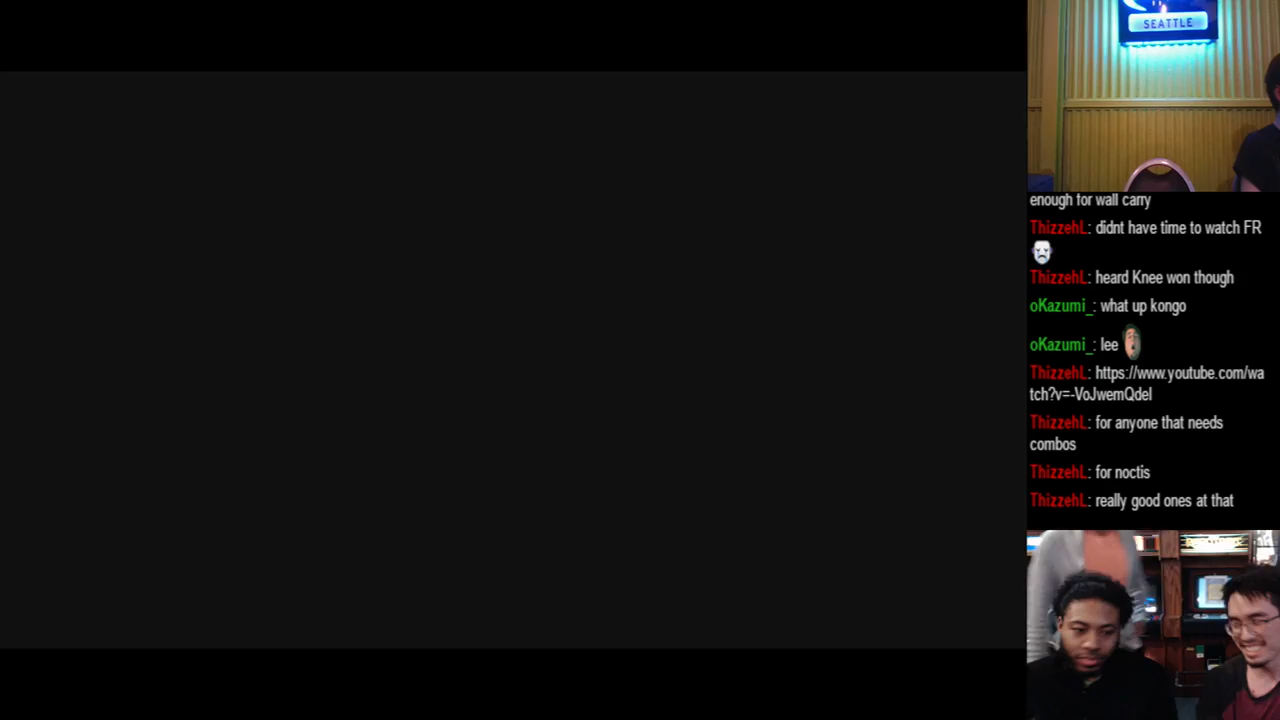 SEATTLE
enough for wall carry
ThizzehL: didnt have time to watch FR
ThizzehL: heard Knee won though
oKazumi_: what up kongo
oKazumi_: lee
ThizzehL: https://www.youtube.com/wa
tch?v=-VoJwemQdeI
ThizzehL: for anyone that needs
combos
ThizzehL: for noctis
ThizzehL: really good ones at that